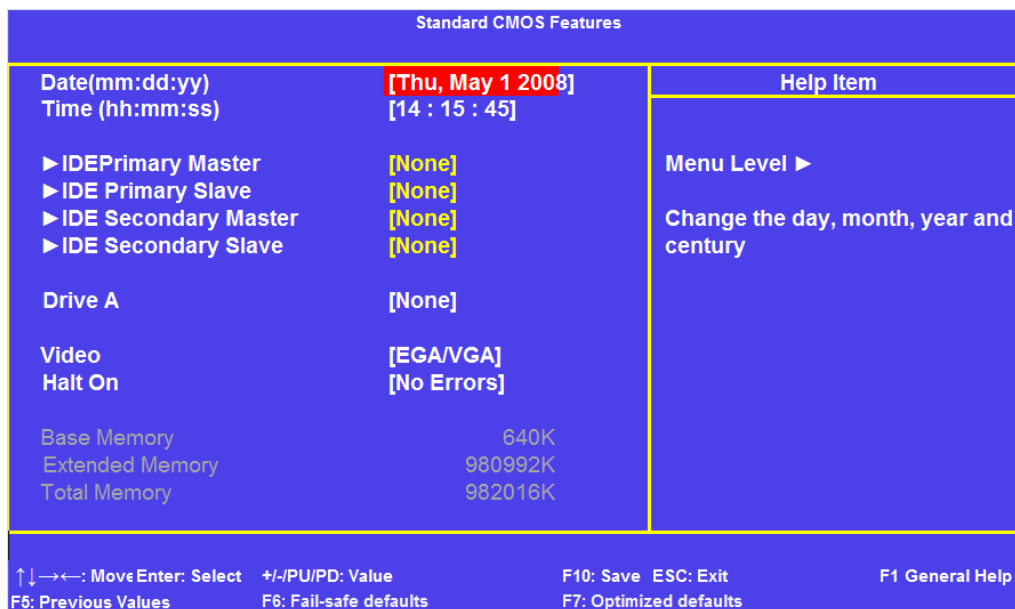 Standard CMOS Features
Date(mm:dd:yy) [Thu, May 1 2008]
Time (hh:mm:ss) [14 : 15 : 45]
►IDEPrimary Master [None]
►IDE Primary Slave [None]
►IDE Secondary Master [None]
►IDE Secondary Slave [None]
Drive A [None]
Video [EGA/VGA]
Halt On [No Errors]
Base Memory 640K
Extended Memory 980992K
Total Memory 982016K
Help Item
Menu Level ►
Change the day, month, year and
century
↑↓→←: Move Enter: Select +/-/PU/PD: Value F10: Save ESC: Exit F1 General Help
F5: Previous Values F6: Fail-safe defaults F7: Optimized defaults